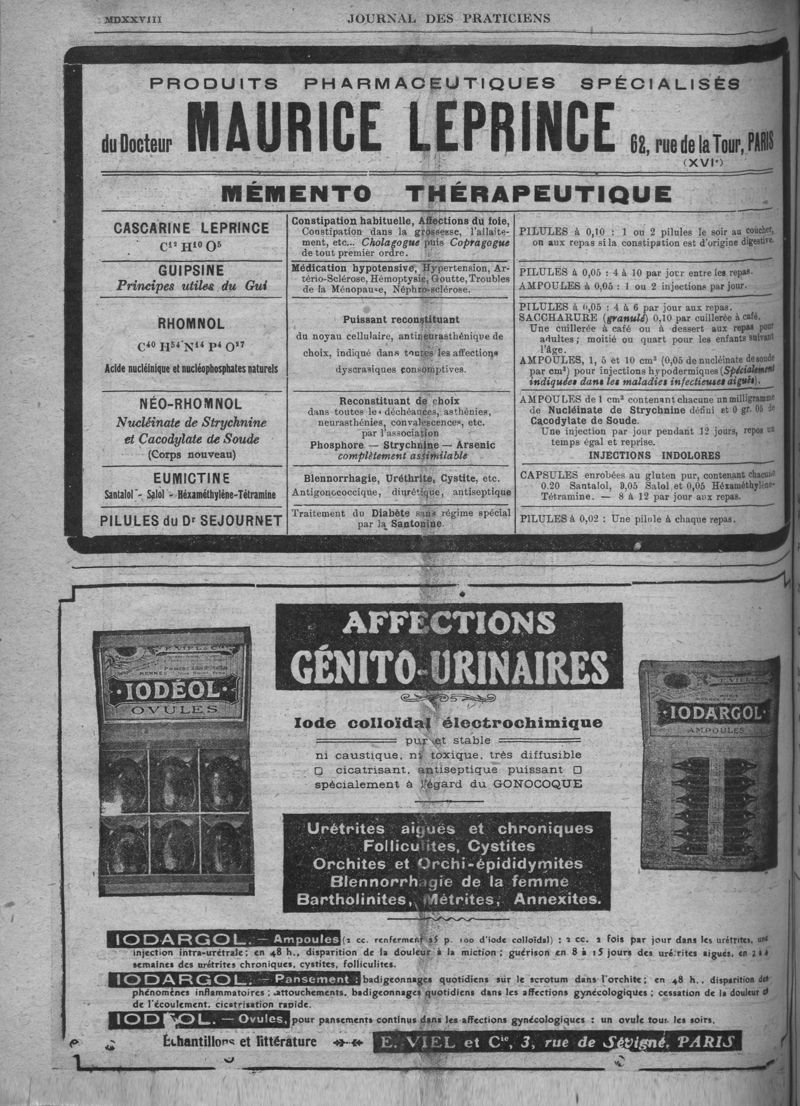 MDXXVIII
JOURNAL DES PRATICIENS
PRODUITS PHARMACEUTIQUES SPÉCIALISÉS
du Docteur MAURICE LEPRINCE 62, rue de la Tour, PARIS
(XVIe)
MÉMENTO THÉRAPEUTIQUE
CASCARINE LEPRINCE
C12 H10 O5
Constipation habituelle, Affections du foie,
Constipation dans la grossesse, l'allaite-
ment, etc... Cholagogue puis Copragogue
de tout premier ordre.
PILULES à 0,10 : 1 ou 2 pilules le soir au coucher,
ou aux repas si la constipation est d'origine digestive.
GUIPSINE
Principes utiles du Gui
Médication hypotensive, Hypertension, Ar-
tério-Sclérose, Hémoptysie, Goutte, Troubles
de la Ménopause, Néphro-sclérose.
PILULES à 0,05 : 4 à 10 par jour entre les repas.
AMPOULES à 0,05 : 1 ou 2 injections par jour.
RHOMNOL
C40 H54 N14 P4 O27
Acide nucléinique et nucléophosphates naturels
Puissant reconstituant
du noyau cellulaire, antineurasthénique de
choix, indiqué dans toutes les affections
dyscrasiques consomptives.
PILULES à 0,05 : 4 à 6 par jour aux repas.
SACCHARURE (granulé) 0,10 par cuillerée à café.
Une cuillerée à café ou à dessert aux repas pour
adultes; moitié ou quart pour les enfants suivant
l'âge.
AMPOULES, 1, 5 et 10 cm3 (0,05 de nucléinate de soude
par cm3) pour injections hypodermiques (Spécialement
indiquées dans les maladies infectieuses aiguës).
NÉO-RHOMNOL
Nucléinate de Strychnine
et Cacodylate de Soude
(Corps nouveau)
Reconstituant de choix
dans toutes les déchéances, asthénies,
neurasthénies, convalescences, etc.
par l'association
Phosphore — Strychnine — Arsenic
complètement assimilable
AMPOULES de 1 cm3 contenant chacune un milligramme
de Nucléinate de Strychnine défini et 0 gr. 05 de
Cacodylate de Soude.
Une injection par jour pendant 12 jours, repos un
temps égal et reprise.
INJECTIONS INDOLORES
EUMICTINE
Santalol - Salol - Héxaméthylène-Tétramine
Blennorrhagie, Uréthrite, Cystite, etc.
Antigonococcique, diurétique, antiseptique
CAPSULES enrobées au gluten pur, contenant chacune
0.20 Santalol, 0,05 Salol et 0,05 Héxaméthylène-
Tétramine. — 8 à 12 par jour aux repas.
PILULES du Dr SEJOURNET
Traitement du Diabète sans régime spécial
par la Santonine.
PILULES à 0,02 : Une pilule à chaque repas.
AFFECTIONS
GÉNITO-URINAIRES
IODÉOL
OVULES
IODARGOL
AMPOULES
Iode colloïdal électrochimique
pur et stable
ni caustique, ni toxique, très diffusible
cicatrisant, antiseptique puissant
spécialement à l'égard du GONOCOQUE
Urétrites aiguës et chroniques
Folliculites, Cystites
Orchites et Orchi-épididymites
Blennorrhagie de la femme
Bartholinites, Métrites, Annexites.
IODARGOL. — Ampoules (2 cc. renferment 25 p. 100 d'iode colloïdal) : 2 cc. 2 fois par jour dans les urétrites, une
injection intra-urétrale; en 48 h., disparition de la douleur à la miction; guérison en 8 à 15 jours des urétrites aiguës, en 2 à 4
semaines des urétrites chroniques, cystites, folliculites.
IODARGOL. — Pansement : badigeonnages quotidiens sur le scrotum dans l'orchite; en 48 h., disparition des
phénomènes inflammatoires; attouchements, badigeonnages quotidiens dans les affections gynécologiques; cessation de la douleur et
de l'écoulement, cicatrisation rapide.
IODÉOL. — Ovules, pour pansements continus dans les affections gynécologiques : un ovule tous les soirs.
Échantillons et littérature E. VIEL et Cie, 3, rue de Sévigné, PARIS